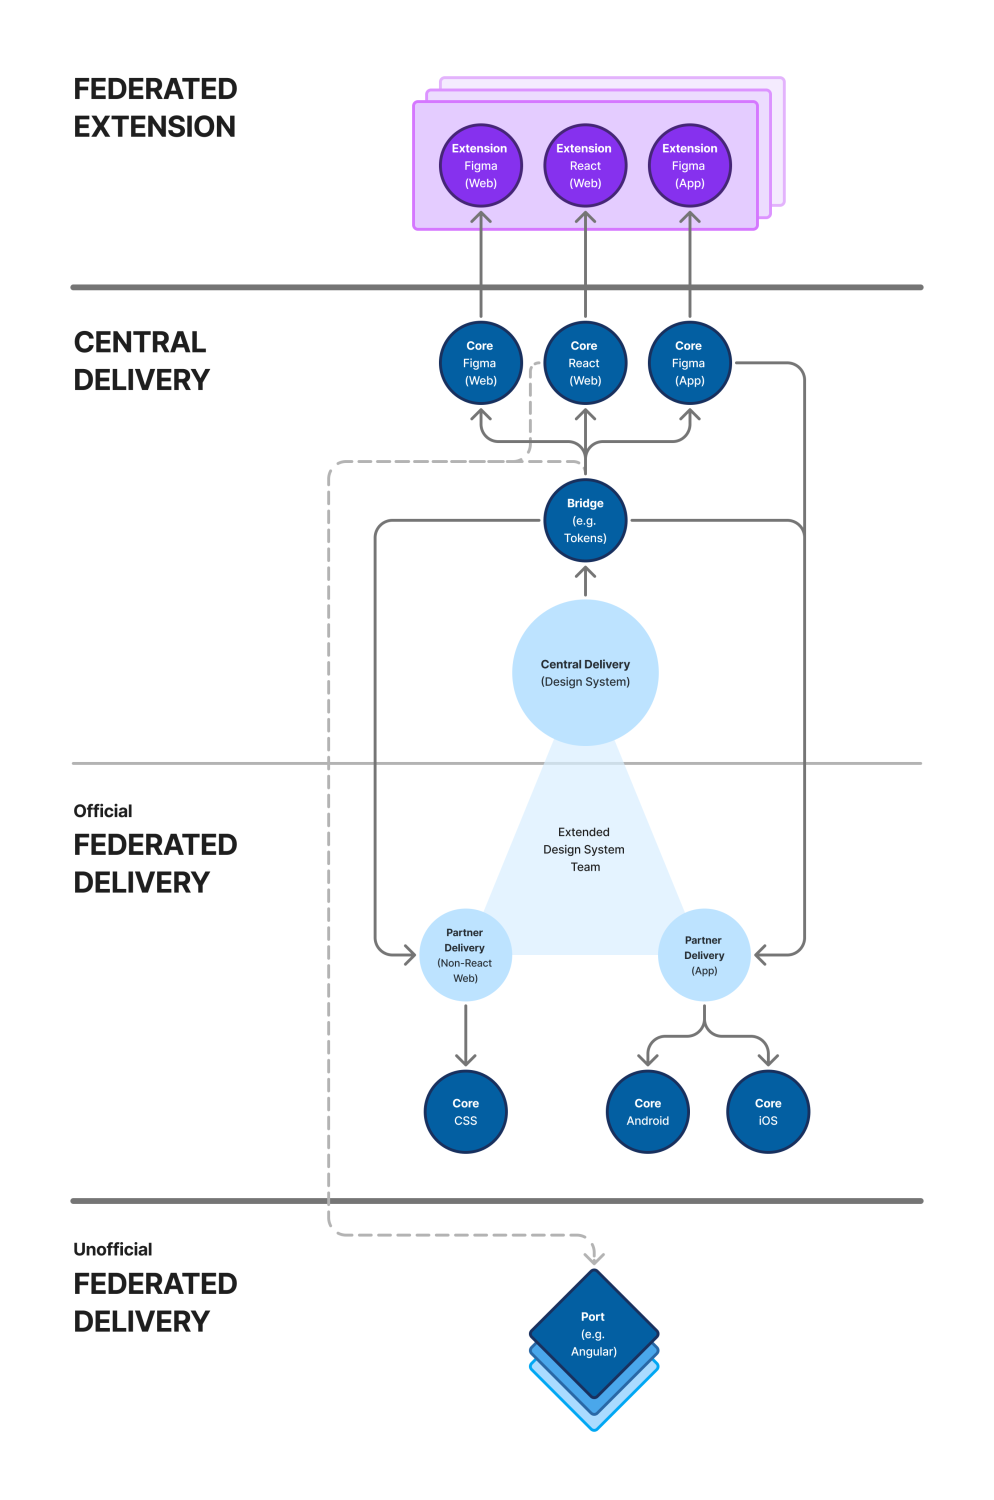 FEDERATED
EXTENSION
Extension
Figma
(Web)
Extension
React
(Web)
Extension
Figma
(App)
CENTRAL
DELIVERY
Core
Figma
(Web)
Core
React
(Web)
Core
Figma
(App)
Bridge
(e.g.
Tokens)
Central Delivery
(Design System)
Official
FEDERATED
DELIVERY
Extended
Design System
Team
Partner
Delivery
(Non-React
Web)
Partner
Delivery
(App)
Core
CSS
Core
Android
Core
iOS
Unofficial
FEDERATED
DELIVERY
Port
(e.g.
Angular)